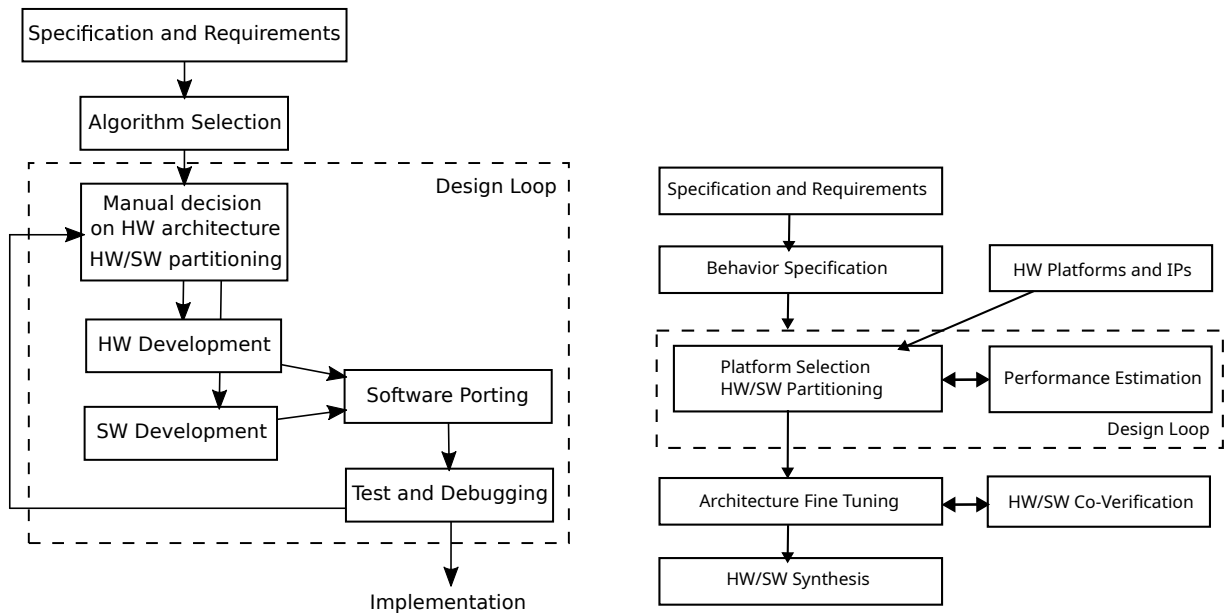 Specification and Requirements
Algorithm Selection
Design Loop
Manual decision
on HW architecture
HW/SW partitioning
HW Development
Software Porting
SW Development
Test and Debugging
Implementation
Specification and Requirements
Behavior Specification
HW Platforms and IPs
Platform Selection
HW/SW Partitioning
Performance Estimation
Design Loop
Architecture Fine Tuning
HW/SW Co-Verification
HW/SW Synthesis